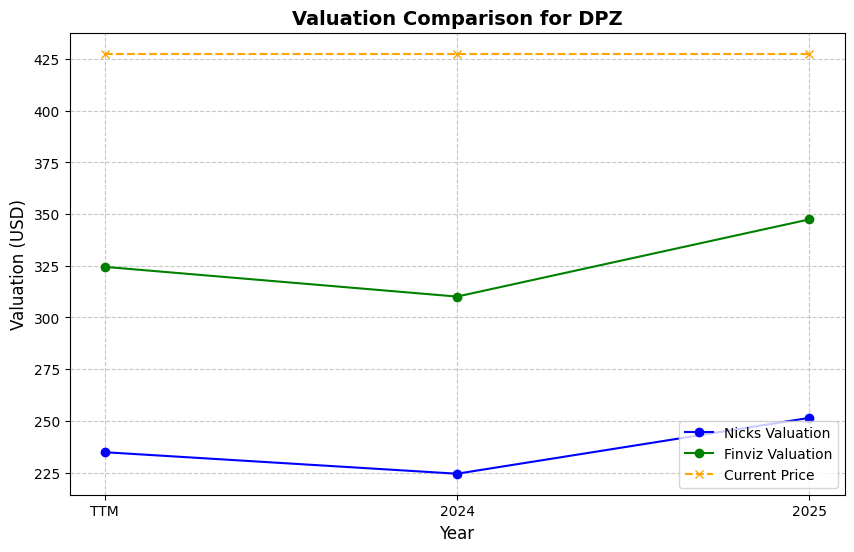 Valuation Comparison for DPZ
Valuation (USD)
425
400
375
350
325
300
275
250
225
TTM
2024
2025
Year
Nicks Valuation
Finviz Valuation
Current Price